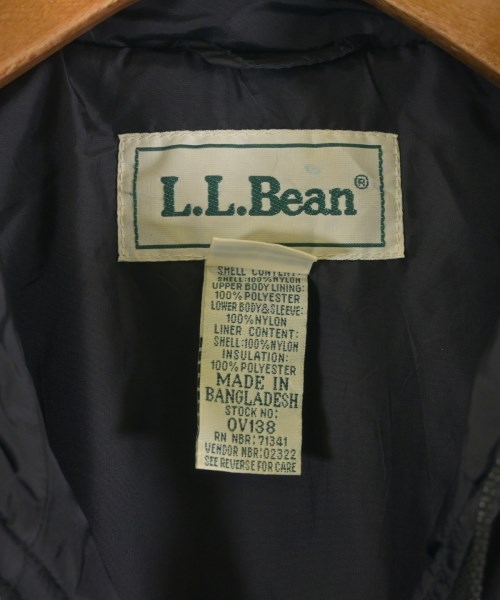 L.L.Bean®
SHELL CONTENT:
SHELL:100%NYLON
UPPER BODY LINING:
100%POLYESTER
LOWER BODY&SLEEVE:
100%NYLON
LINER CONTENT:
SHELL:100%NYLON
INSULATION:
100%POLYESTER
MADE IN
BANGLADESH
STOCK NO:
OV138
RN NBR:71341
VENDOR NBR:02322
SEE REVERSE FOR CARE